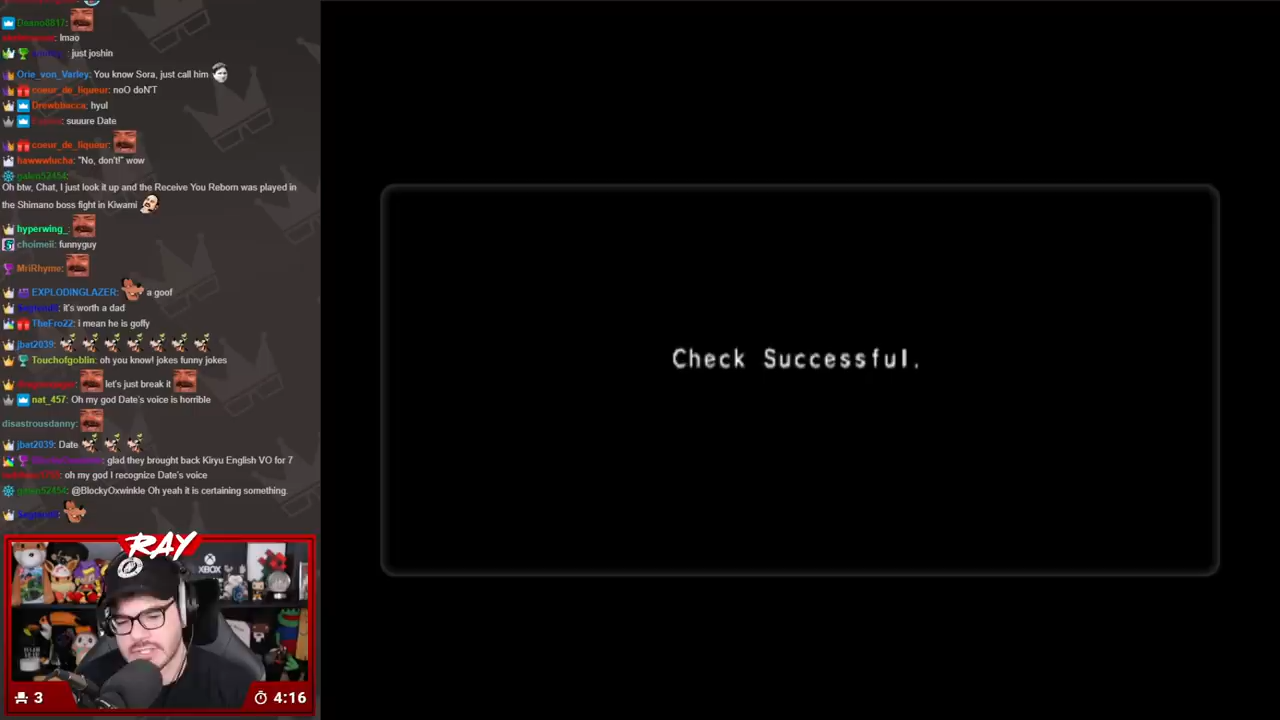 Deano8817:
: lmao
: just joshin
Orie_von_Varley: You know Sora, just call him
coeur_de_liqueur: noO doN'T
Drewbbacca: hyul
: suuure Date
coeur_de_liqueur:
hawwwlucha: "No, don't!" wow
galen52454:
Oh btw, Chat, I just look it up and the Receive You Reborn was played in
the Shimano boss fight in Kiwami
hyperwing_:
choimeii: funnyguy
MriRhyme:
EXPLODINGLAZER: a goof
: it's worth a dad
TheFro22: i mean he is goffy
jbat2039:
Touchofgoblin: oh you know! jokes funny jokes
: let's just break it
nat_457: Oh my god Date's voice is horrible
disastrousdanny:
jbat2039: Date
: glad they brought back Kiryu English VO for 7
: oh my god I recognize Date's voice
galen52454: @BlockyOxwinkle Oh yeah it is certaining something.
Check Successful.
RAY
XBOX
3
4:16